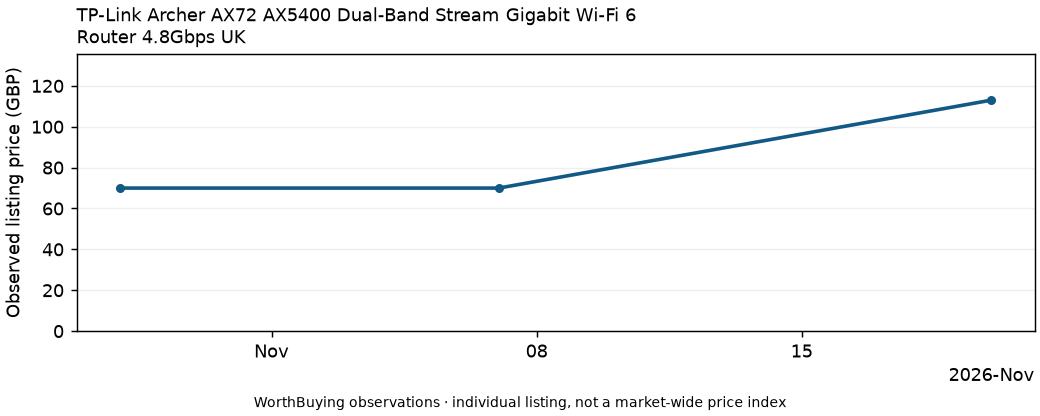 TP-Link Archer AX72 AX5400 Dual-Band Stream Gigabit Wi-Fi 6
Router 4.8Gbps UK
Observed listing price (GBP)
120
100
80
60
40
20
0
Nov
08
15
2026-Nov
WorthBuying observations · individual listing, not a market-wide price index